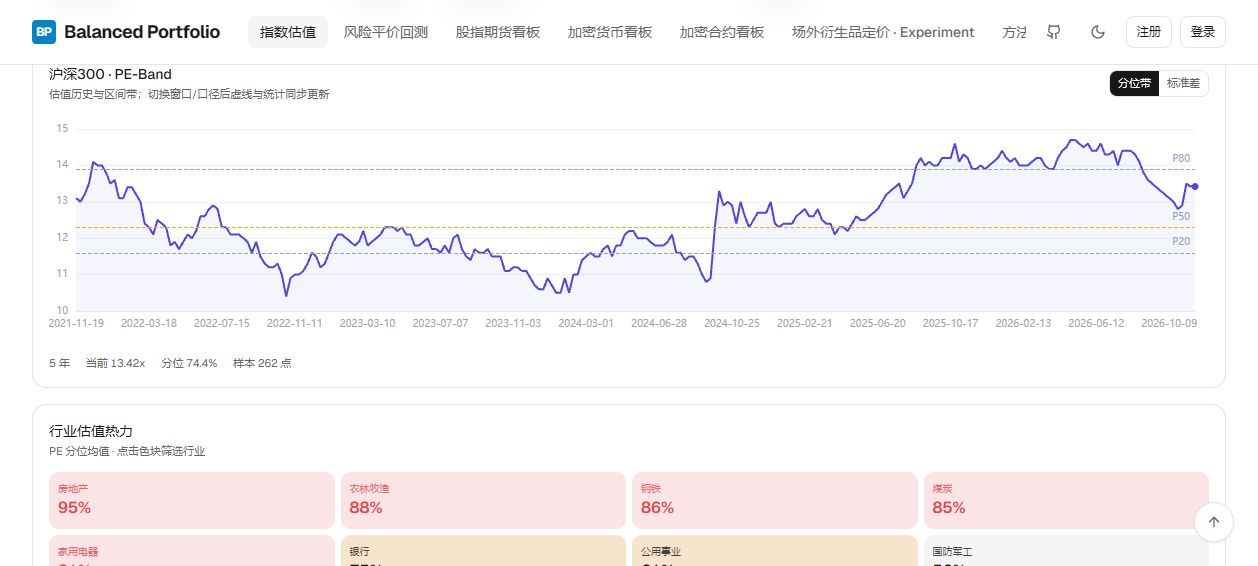 BP Balanced Portfolio 指数估值 风险平价回测 股指期货看板 加密货币看板 加密合约看板 场外衍生品定价 · Experiment 方法 注册 登录
沪深300 · PE-Band
估值历史与区间带；切换窗口/口径后虚线与统计同步更新
分位带 标准差
15
14
13
12
11
10
P80
P50
P20
2021-11-19 2022-03-18 2022-07-15 2022-11-11 2023-03-10 2023-07-07 2023-11-03 2024-03-01 2024-06-28 2024-10-25 2025-02-21 2025-06-20 2025-10-17 2026-02-13 2026-06-12 2026-10-09
5 年 当前 13.42x 分位 74.4% 样本 262 点
行业估值热力
PE 分位均值 · 点击色块筛选行业
房地产 农林牧渔 钢铁 煤炭
95% 88% 86% 85%
家用电器 银行 公用事业 国防军工